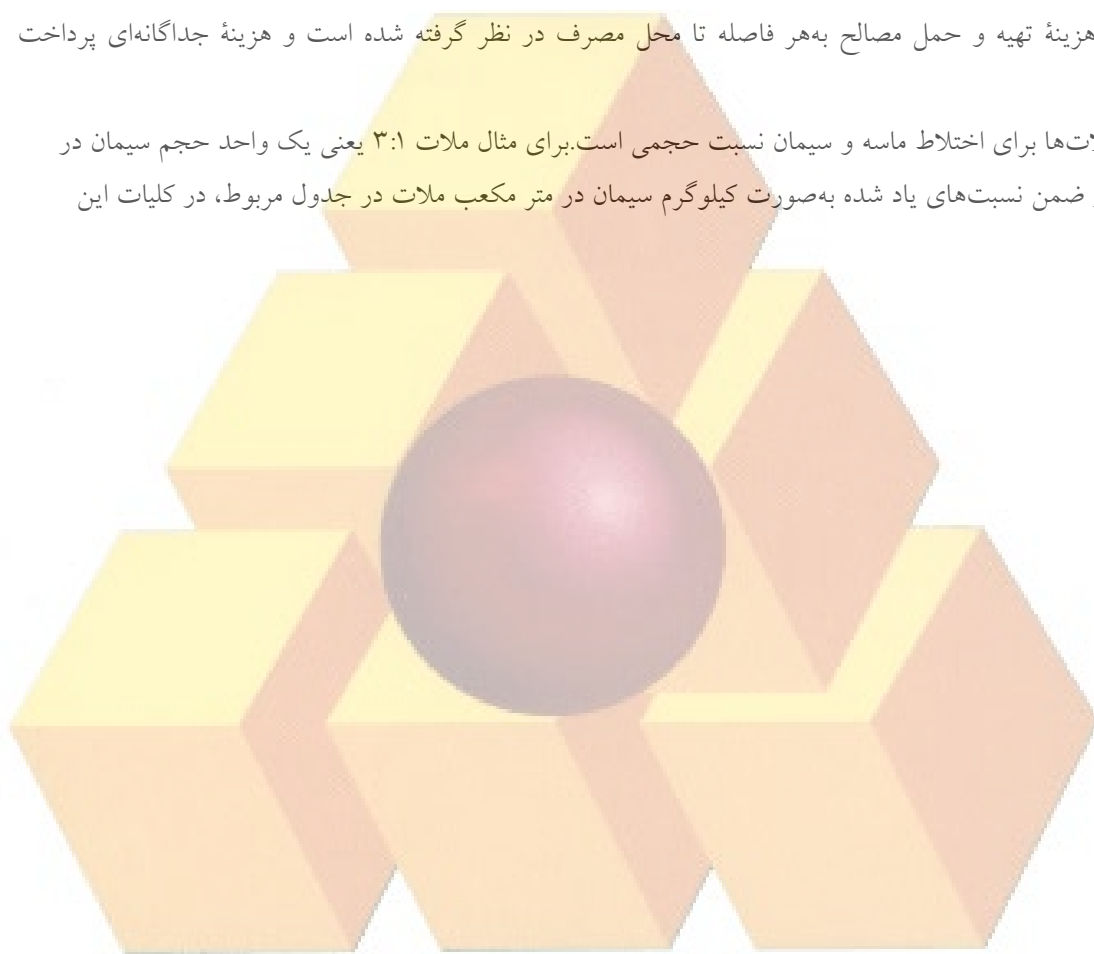 هزینهٔ تهیه و حمل مصالح به‌هر فاصله تا محل مصرف در نظر گرفته شده است و هزینهٔ جداگانه‌ای پرداخت
برای اختلاط ماسه و سیمان نسبت حجمی است.برای مثال ملات ۳:۱ یعنی یک واحد حجم سیمان در
ضمن نسبت‌های یاد شده به‌صورت کیلوگرم سیمان در متر مکعب ملات در جدول مربوط، در کلیات این